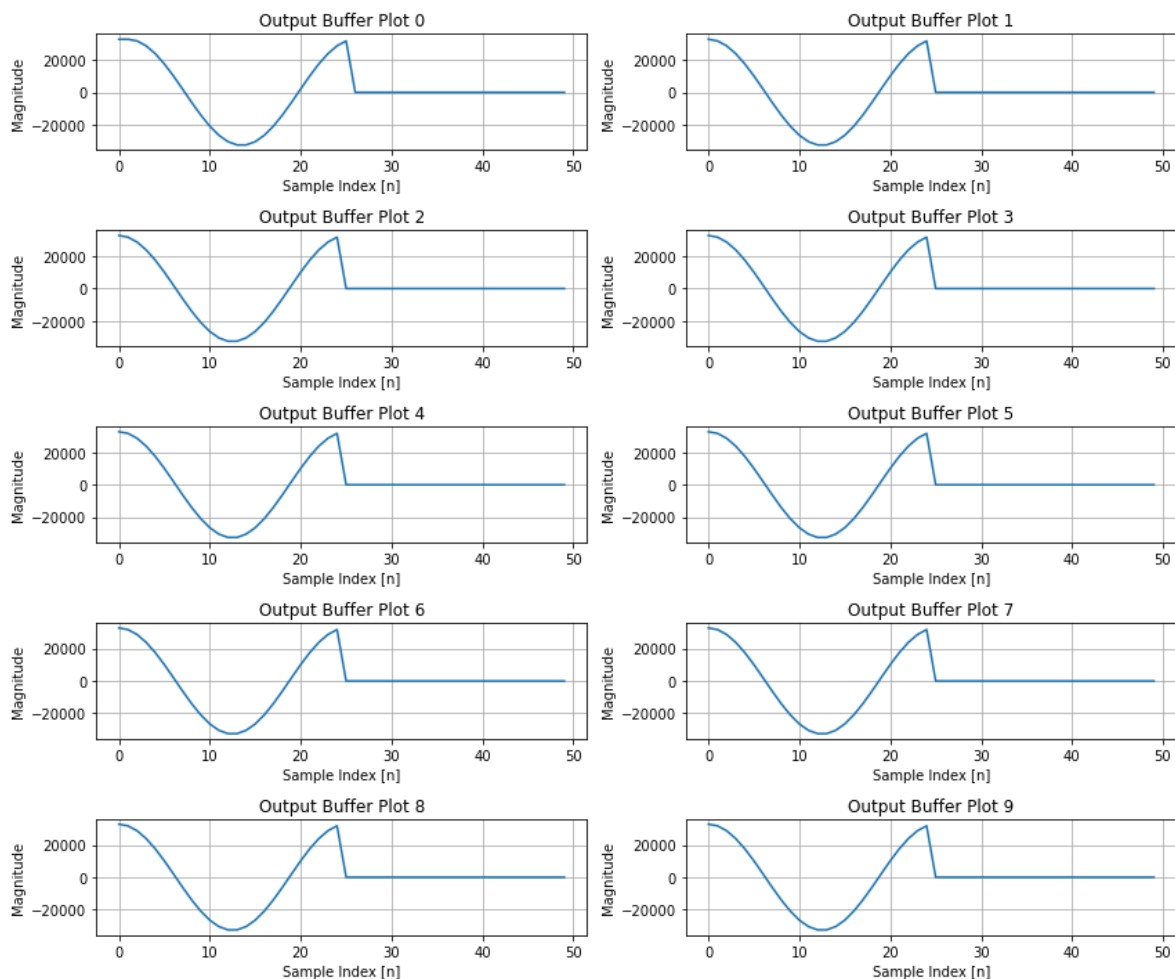 Output Buffer Plot 0
Magnitude
20000
0
−20000
0 10 20 30 40 50
Sample Index [n]
Output Buffer Plot 1
Magnitude
20000
0
−20000
0 10 20 30 40 50
Sample Index [n]
Output Buffer Plot 2
Magnitude
20000
0
−20000
0 10 20 30 40 50
Sample Index [n]
Output Buffer Plot 3
Magnitude
20000
0
−20000
0 10 20 30 40 50
Sample Index [n]
Output Buffer Plot 4
Magnitude
20000
0
−20000
0 10 20 30 40 50
Sample Index [n]
Output Buffer Plot 5
Magnitude
20000
0
−20000
0 10 20 30 40 50
Sample Index [n]
Output Buffer Plot 6
Magnitude
20000
0
−20000
0 10 20 30 40 50
Sample Index [n]
Output Buffer Plot 7
Magnitude
20000
0
−20000
0 10 20 30 40 50
Sample Index [n]
Output Buffer Plot 8
Magnitude
20000
0
−20000
0 10 20 30 40 50
Sample Index [n]
Output Buffer Plot 9
Magnitude
20000
0
−20000
0 10 20 30 40 50
Sample Index [n]